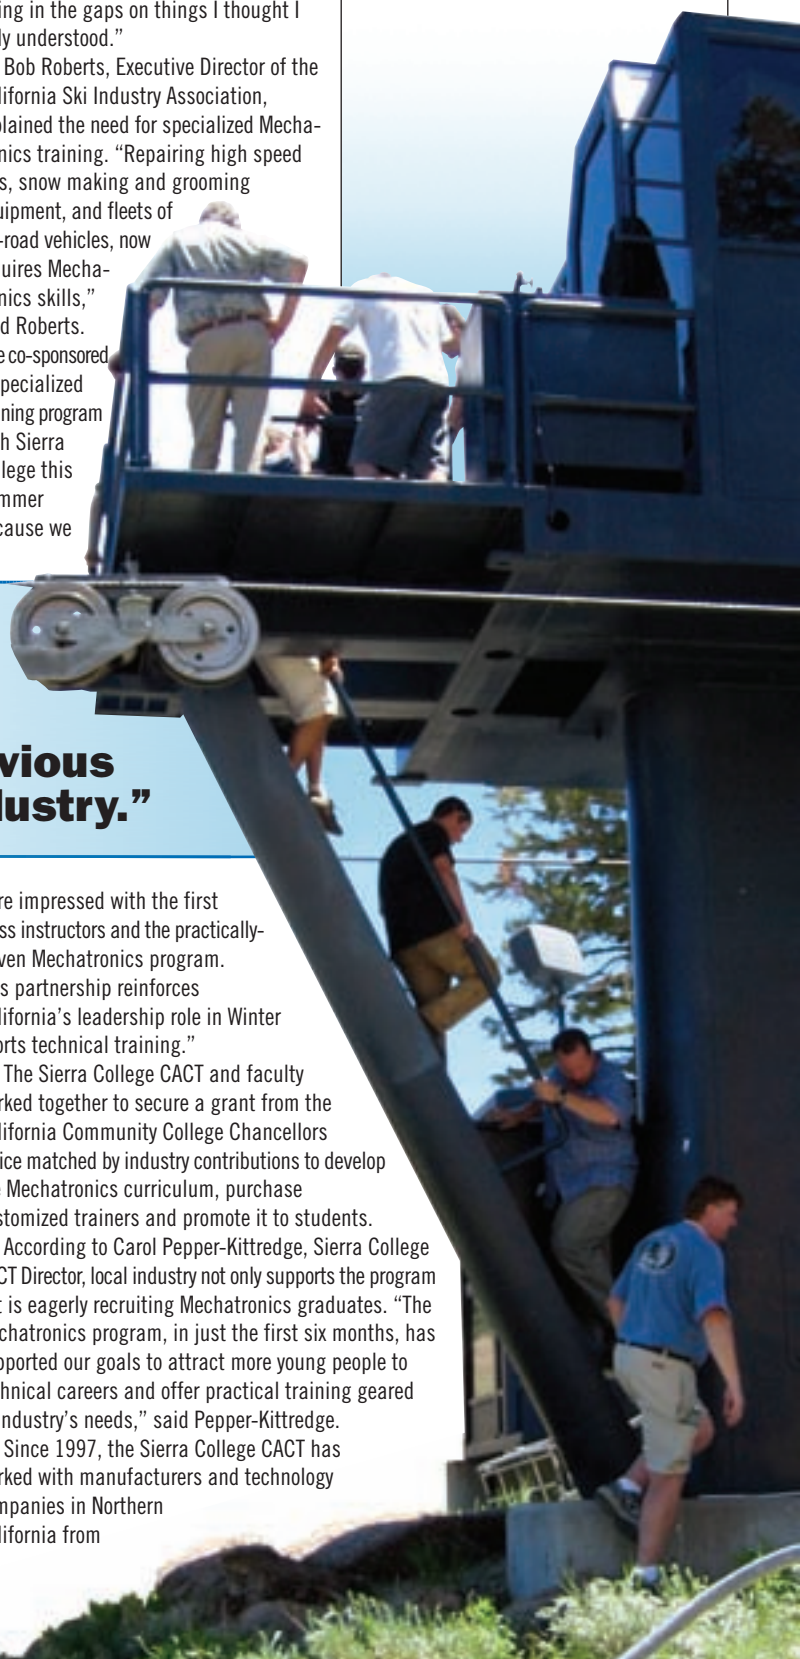 ing in the gaps on things I thought I
ly understood.”
Bob Roberts, Executive Director of the
lifornia Ski Industry Association,
plained the need for specialized Mecha-
nics training. “Repairing high speed
s, snow making and grooming
uipment, and fleets of
-road vehicles, now
quires Mecha-
nics skills,”
d Roberts.
e co-sponsored
specialized
ning program
h Sierra
lege this
mmer
cause we
vious
dustry.”
re impressed with the first
ss instructors and the practically-
ven Mechatronics program.
s partnership reinforces
lifornia’s leadership role in Winter
orts technical training.”
The Sierra College CACT and faculty
rked together to secure a grant from the
lifornia Community College Chancellors
ice matched by industry contributions to develop
e Mechatronics curriculum, purchase
stomized trainers and promote it to students.
According to Carol Pepper-Kittredge, Sierra College
CT Director, local industry not only supports the program
t is eagerly recruiting Mechatronics graduates. “The
chatronics program, in just the first six months, has
pported our goals to attract more young people to
hnical careers and offer practical training geared
industry’s needs,” said Pepper-Kittredge.
Since 1997, the Sierra College CACT has
rked with manufacturers and technology
mpanies in Northern
lifornia from